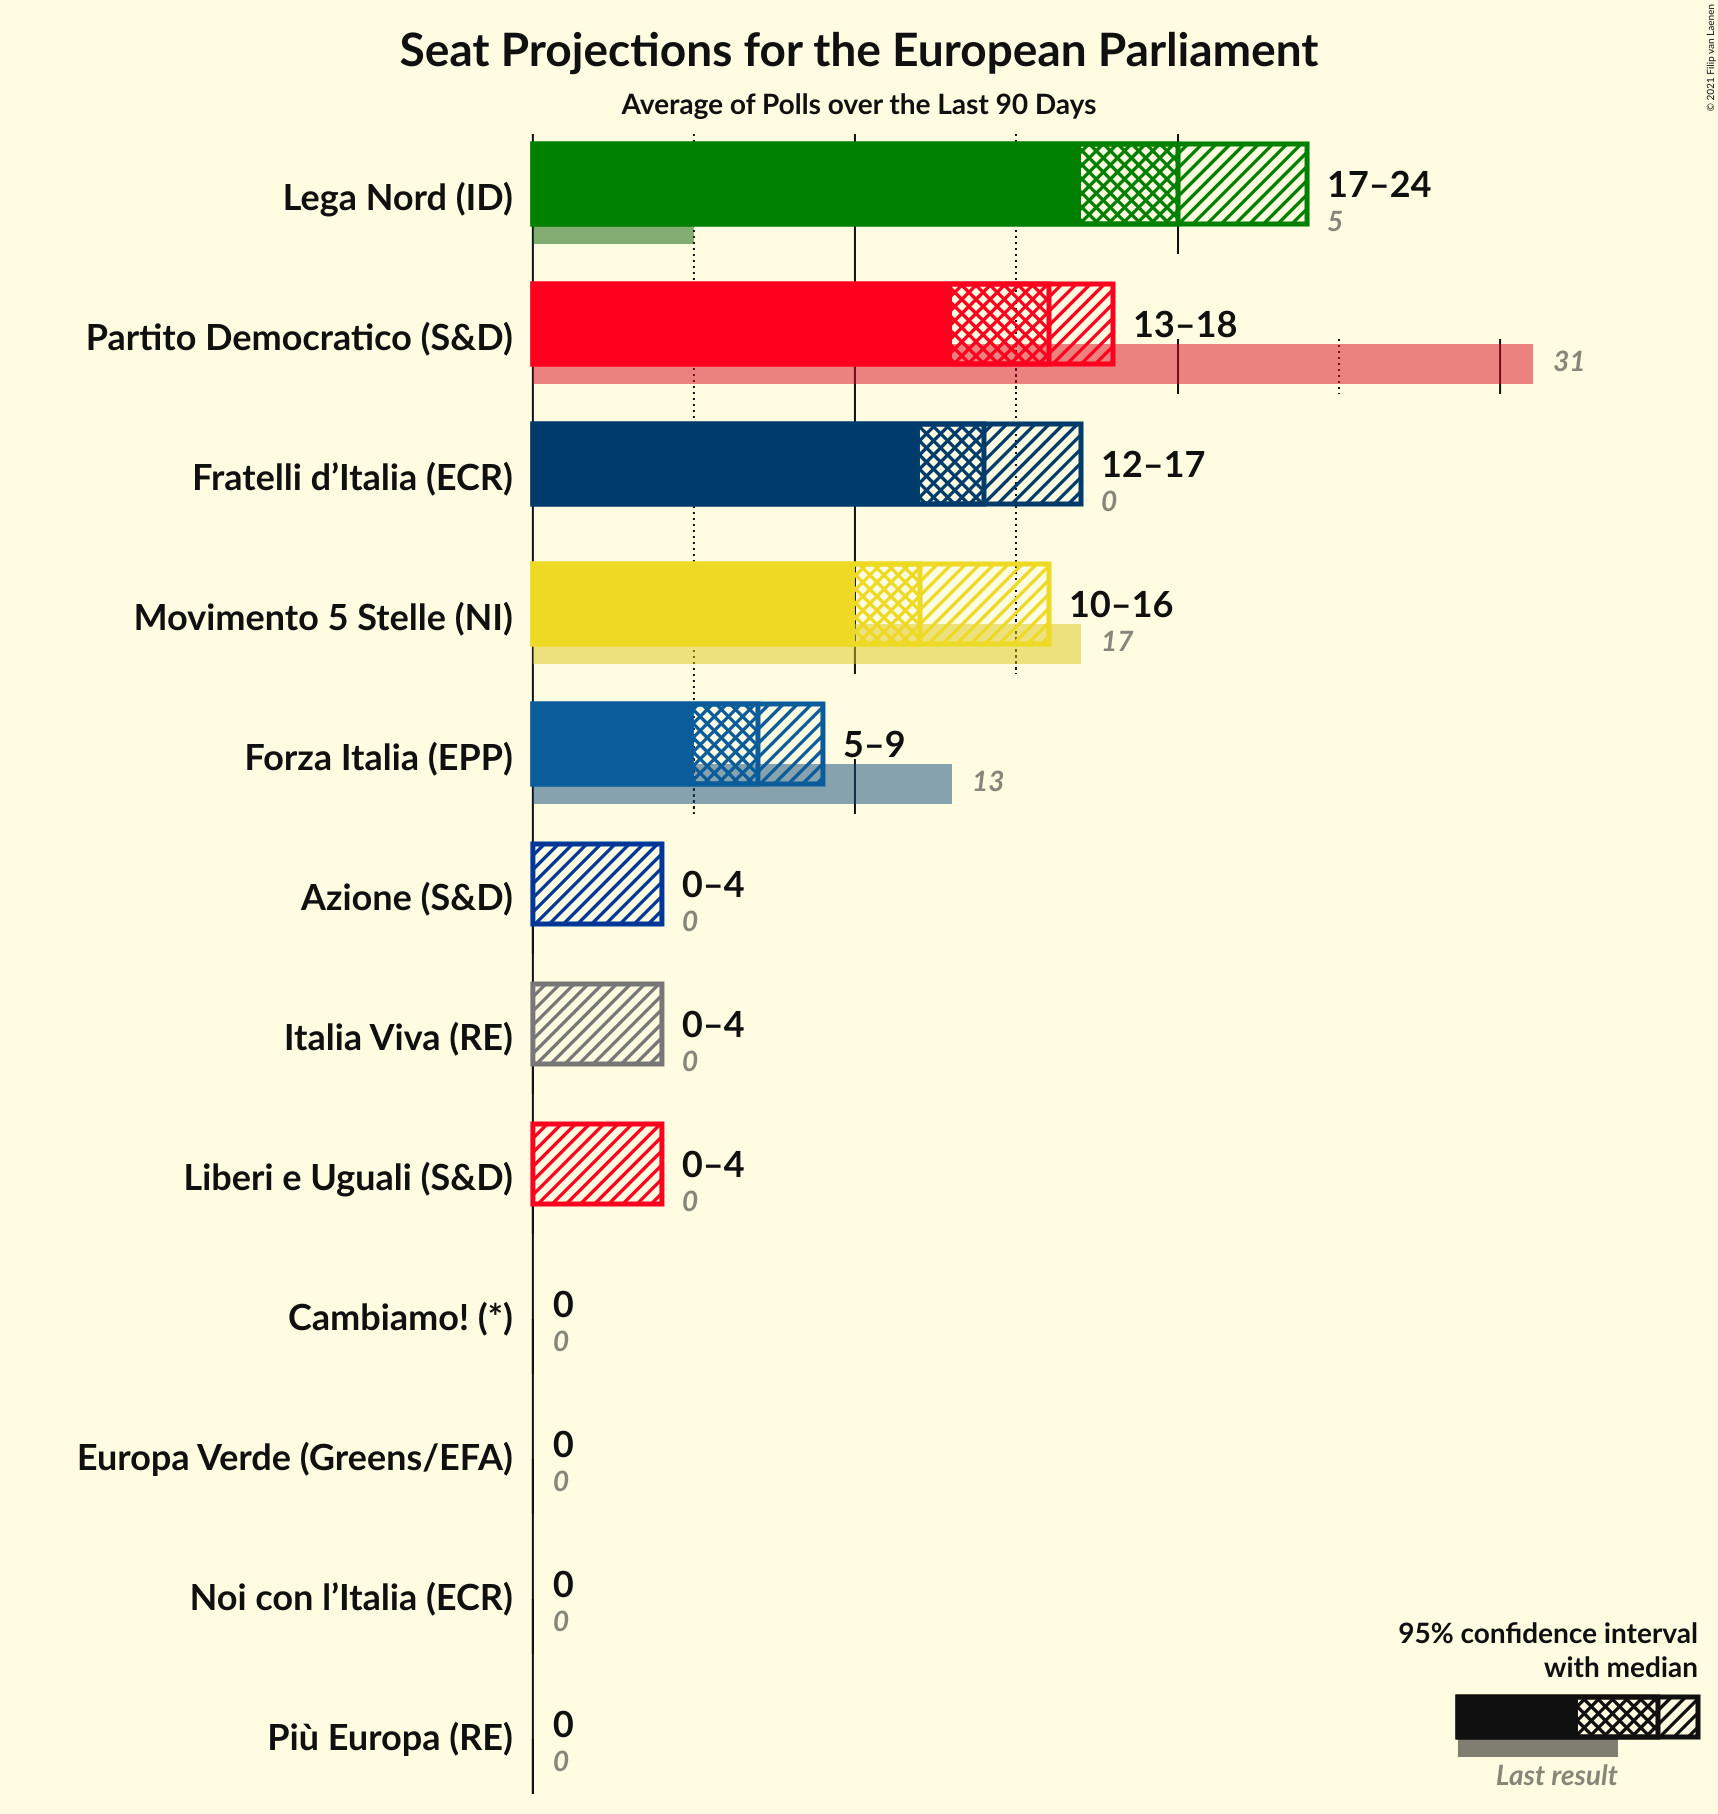 Seat Projections for the European Parliament
Average of Polls over the Last 90 Days
© 2021 Filip van Laenen
Lega Nord (ID)
17–24
5
Partito Democratico (S&D)
13–18
31
Fratelli d’Italia (ECR)
12–17
0
Movimento 5 Stelle (NI)
10–16
17
Forza Italia (EPP)
5–9
13
Azione (S&D)
0–4
0
Italia Viva (RE)
0–4
0
Liberi e Uguali (S&D)
0–4
0
Cambiamo! (*)
0
0
Europa Verde (Greens/EFA)
0
0
Noi con l’Italia (ECR)
0
0
Più Europa (RE)
0
0
95% confidence interval
with median
Last result